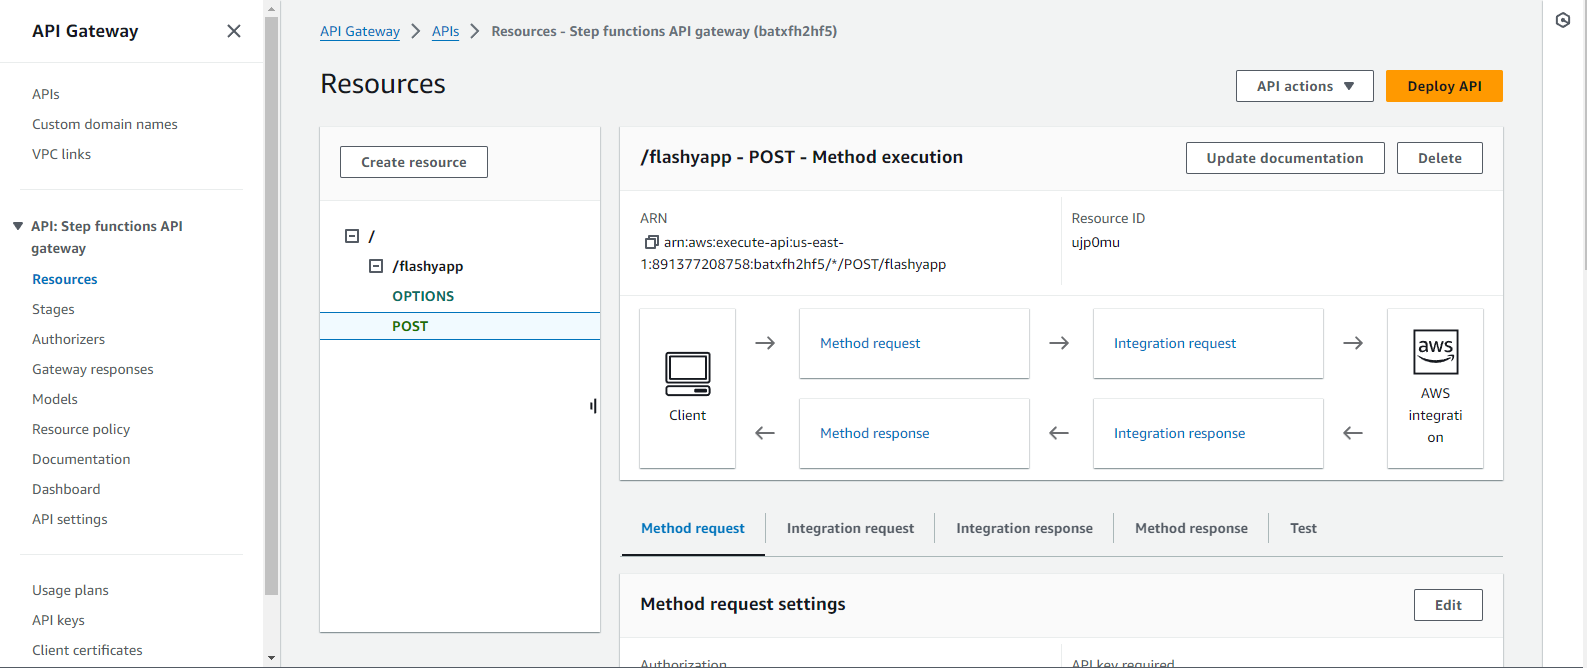 API Gateway
APIs
Custom domain names
VPC links
API: Step functions API
gateway
Resources
Stages
Authorizers
Gateway responses
Models
Resource policy
Documentation
Dashboard
API settings
Usage plans
API keys
Client certificates
API Gateway
APIs
Resources - Step functions API gateway (batxfh2hf5)
Resources
API actions
Deploy API
Create resource
/
/flashyapp
OPTIONS
POST
/flashyapp - POST - Method execution
Update documentation
Delete
ARN
arn:aws:execute-api:us-east-
1:891377208758:batxfh2hf5/*/POST/flashyapp
Resource ID
ujp0mu
Client
Method request
Integration request
Method response
Integration response
aws
AWS
integrati
on
Method request
Integration request
Integration response
Method response
Test
Method request settings
Edit
Authorization
API key required